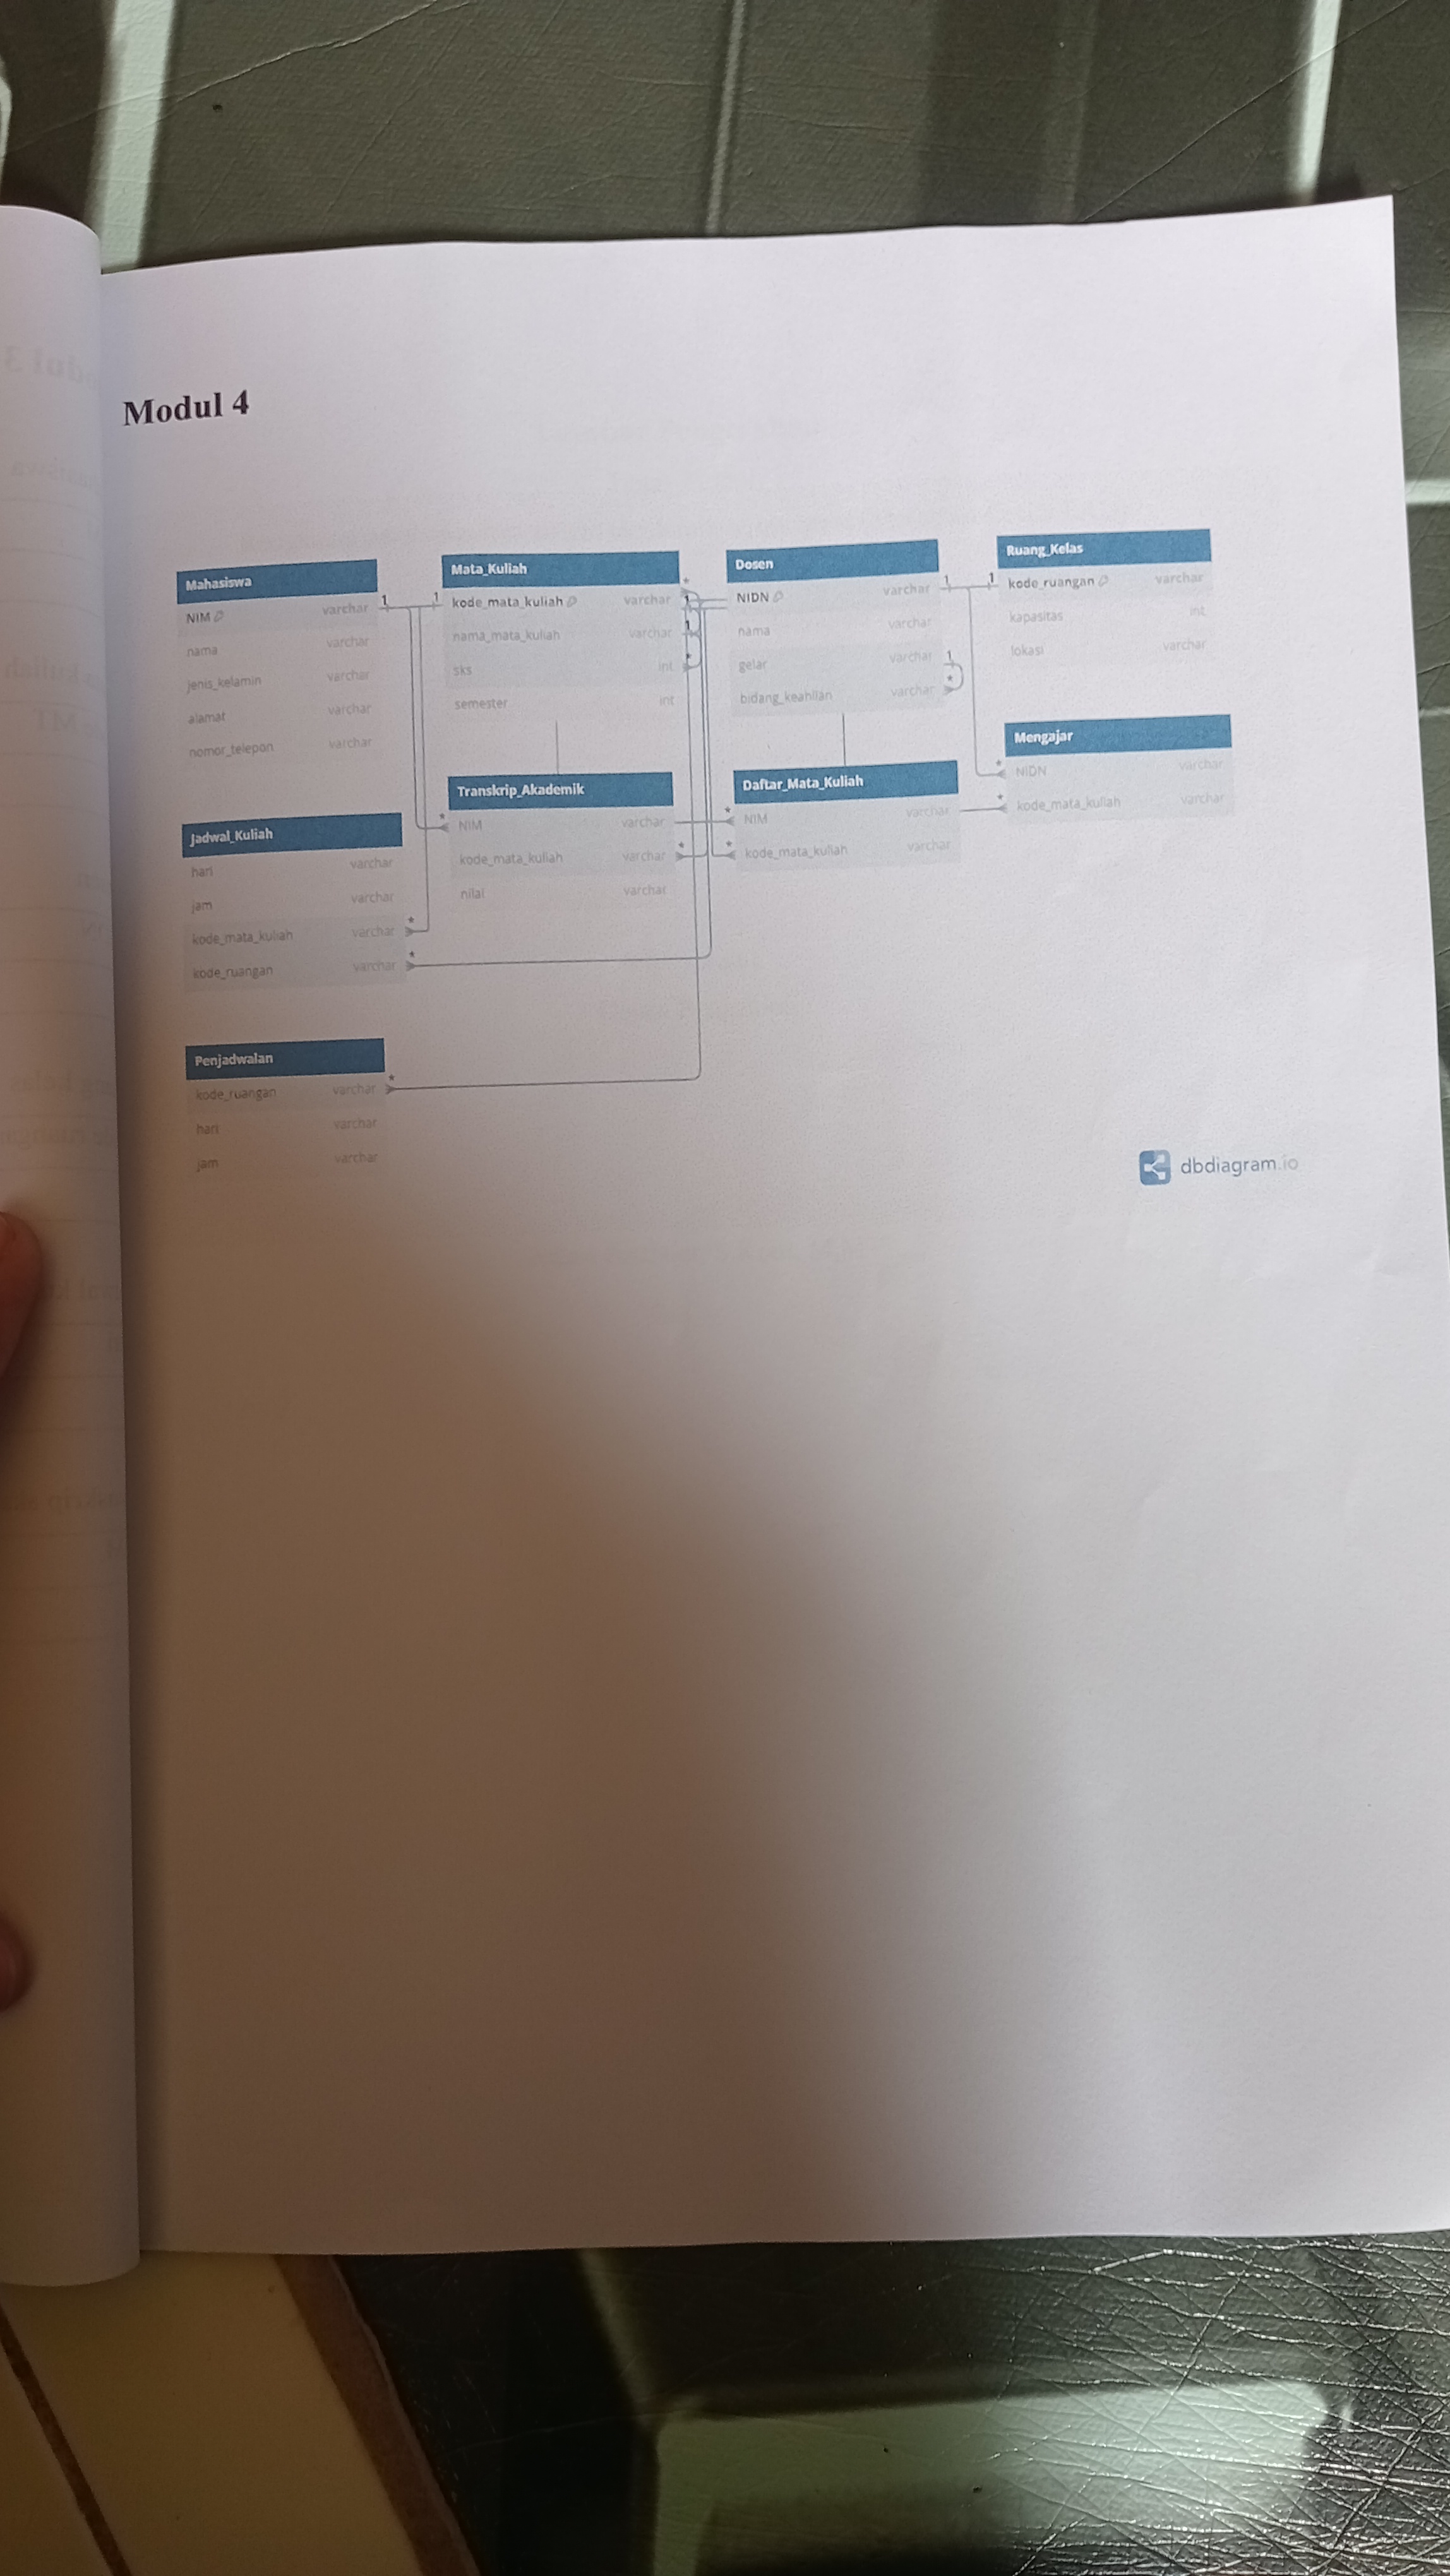 Modul 4
Mahasiswa
NIM varchar
nama varchar
jenis_kelamin varchar
alamat varchar
nomor_telepon varchar
Mata_Kuliah
kode_mata_kuliah varchar
nama_mata_kuliah varchar
sks int
semester int
Dosen
NIDN varchar
nama varchar
gelar varchar
bidang_keahlian varchar
Ruang_Kelas
kode_ruangan varchar
kapasitas int
lokasi varchar
Mengajar
NIDN varchar
kode_mata_kuliah varchar
Transkrip_Akademik
NIM varchar
kode_mata_kuliah varchar
nilai varchar
Daftar_Mata_Kuliah
NIM varchar
kode_mata_kuliah varchar
Jadwal_Kuliah
hari varchar
jam varchar
kode_mata_kuliah varchar
kode_ruangan varchar
Penjadwalan
kode_ruangan varchar
hari varchar
jam varchar
1 1 1 1 1 1 1
* * * * * * * * * * *
dbdiagram.io